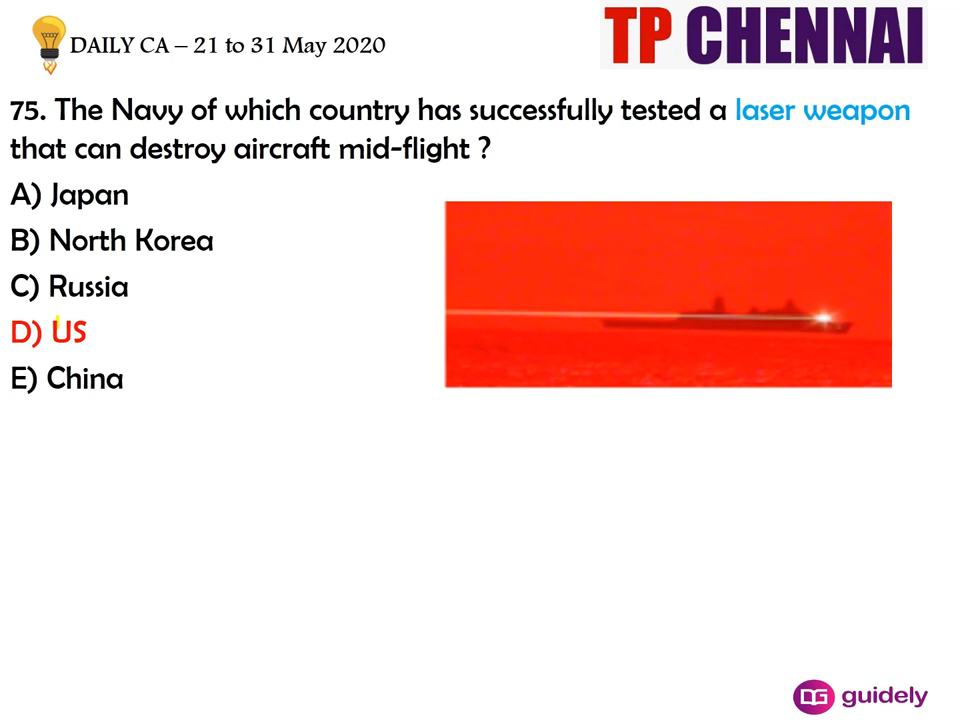 DAILY CA – 21 to 31 May 2020
TP CHENNAI
75. The Navy of which country has successfully tested a laser weapon
that can destroy aircraft mid-flight ?
A) Japan
B) North Korea
C) Russia
D) US
E) China
guidely